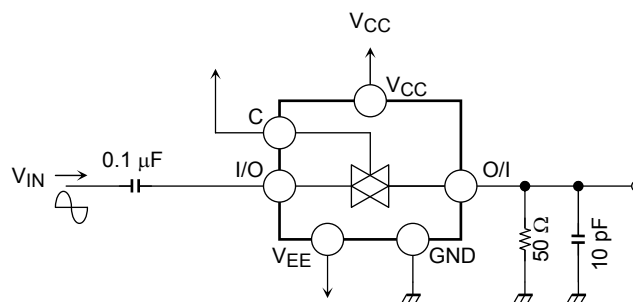 VCC
VCC
C
0.1 μF
I/O
O/I
VIN
VEE
GND
50 Ω
10 pF